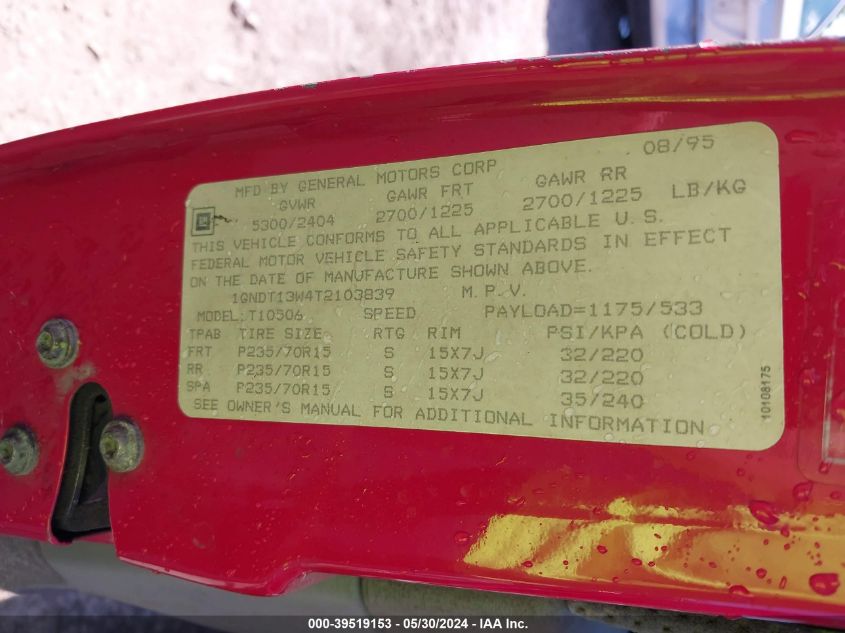 08/95
MFD BY GENERAL MOTORS CORP
GVWR GAWR FRT GAWR RR
GM 5300/2404 2700/1225 2700/1225 LB/KG
THIS VEHICLE CONFORMS TO ALL APPLICABLE U.S.
FEDERAL MOTOR VEHICLE SAFETY STANDARDS IN EFFECT
ON THE DATE OF MANUFACTURE SHOWN ABOVE.
1GNDT13W4T2103839 M.P.V.
MODEL: T10506 SPEED PAYLOAD=1175/533
TPAB TIRE SIZE RTG RIM PSI/KPA (COLD)
FRT P235/70R15 S 15X7J 32/220
RR P235/70R15 S 15X7J 32/220
SPA P235/70R15 S 15X7J 35/240
SEE OWNER'S MANUAL FOR ADDITIONAL INFORMATION
10108175
000-39519153 — 05/30/2024 — IAA Inc.